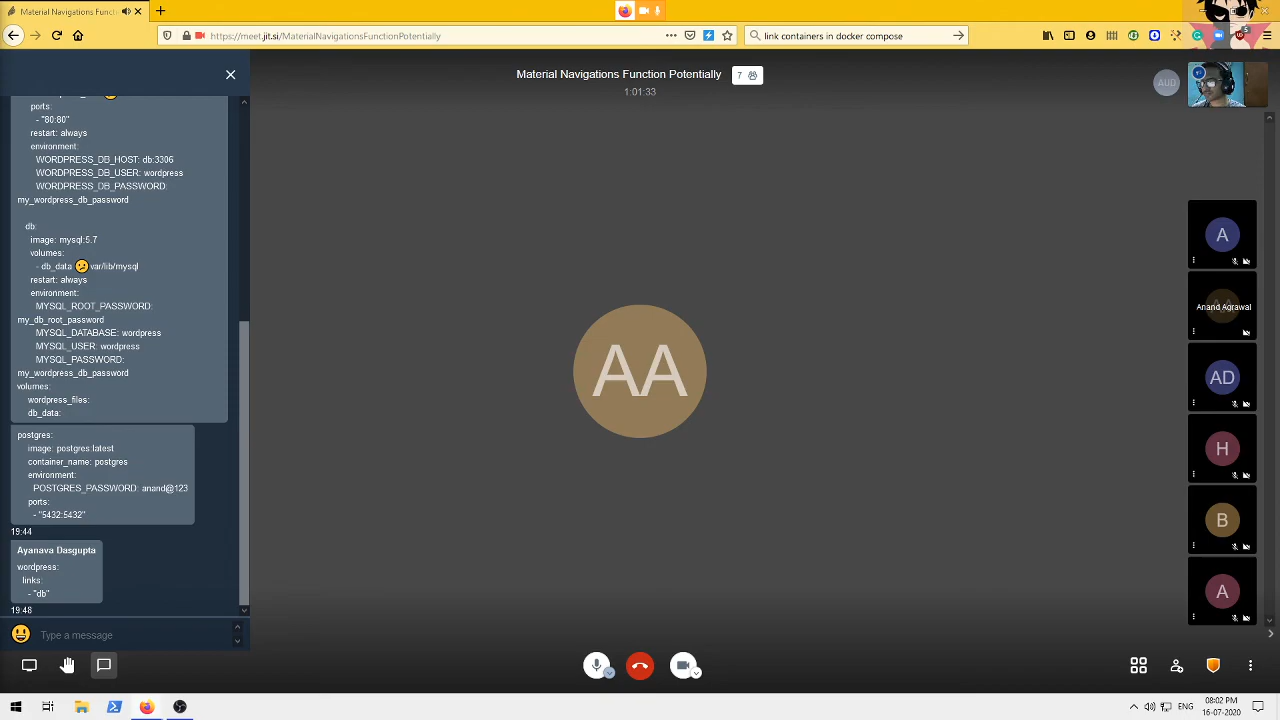 Material Navigations Func
https://meet.jit.si/MaterialNavigationsFunctionPotentially
link containers in docker compose
5
Material Navigations Function Potentially
7
1:01:33
AUD
ports:
- "80:80"
restart: always
environment:
WORDPRESS_DB_HOST: db:3306
WORDPRESS_DB_USER: wordpress
WORDPRESS_DB_PASSWORD:
my_wordpress_db_password
db:
image: mysql:5.7
volumes:
- db_data 😕 var/lib/mysql
restart: always
environment:
MYSQL_ROOT_PASSWORD:
my_db_root_password
MYSQL_DATABASE: wordpress
MYSQL_USER: wordpress
MYSQL_PASSWORD:
my_wordpress_db_password
volumes:
wordpress_files:
db_data:
postgres:
image: postgres:latest
container_name: postgres
environment:
POSTGRES_PASSWORD: anand@123
ports:
- "5432:5432"
19:44
Ayanava Dasgupta
wordpress:
links:
- "db"
19:48
Type a message
AA
A
Anand Agrawal
AD
H
B
A
ENG
08:02 PM
16-07-2020